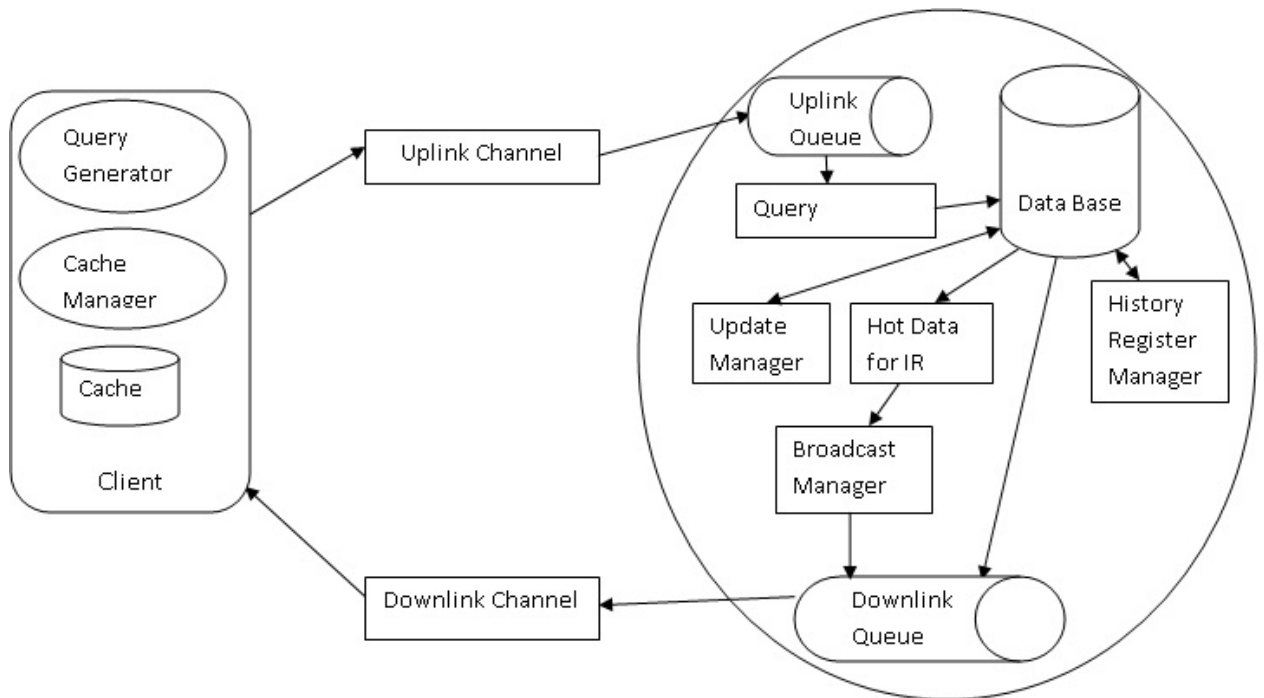 Query
Generator
Cache
Manager
Cache
Client
Uplink Channel
Downlink Channel
Uplink
Queue
Query
Data Base
Update
Manager
Hot Data
for IR
History
Register
Manager
Broadcast
Manager
Downlink
Queue